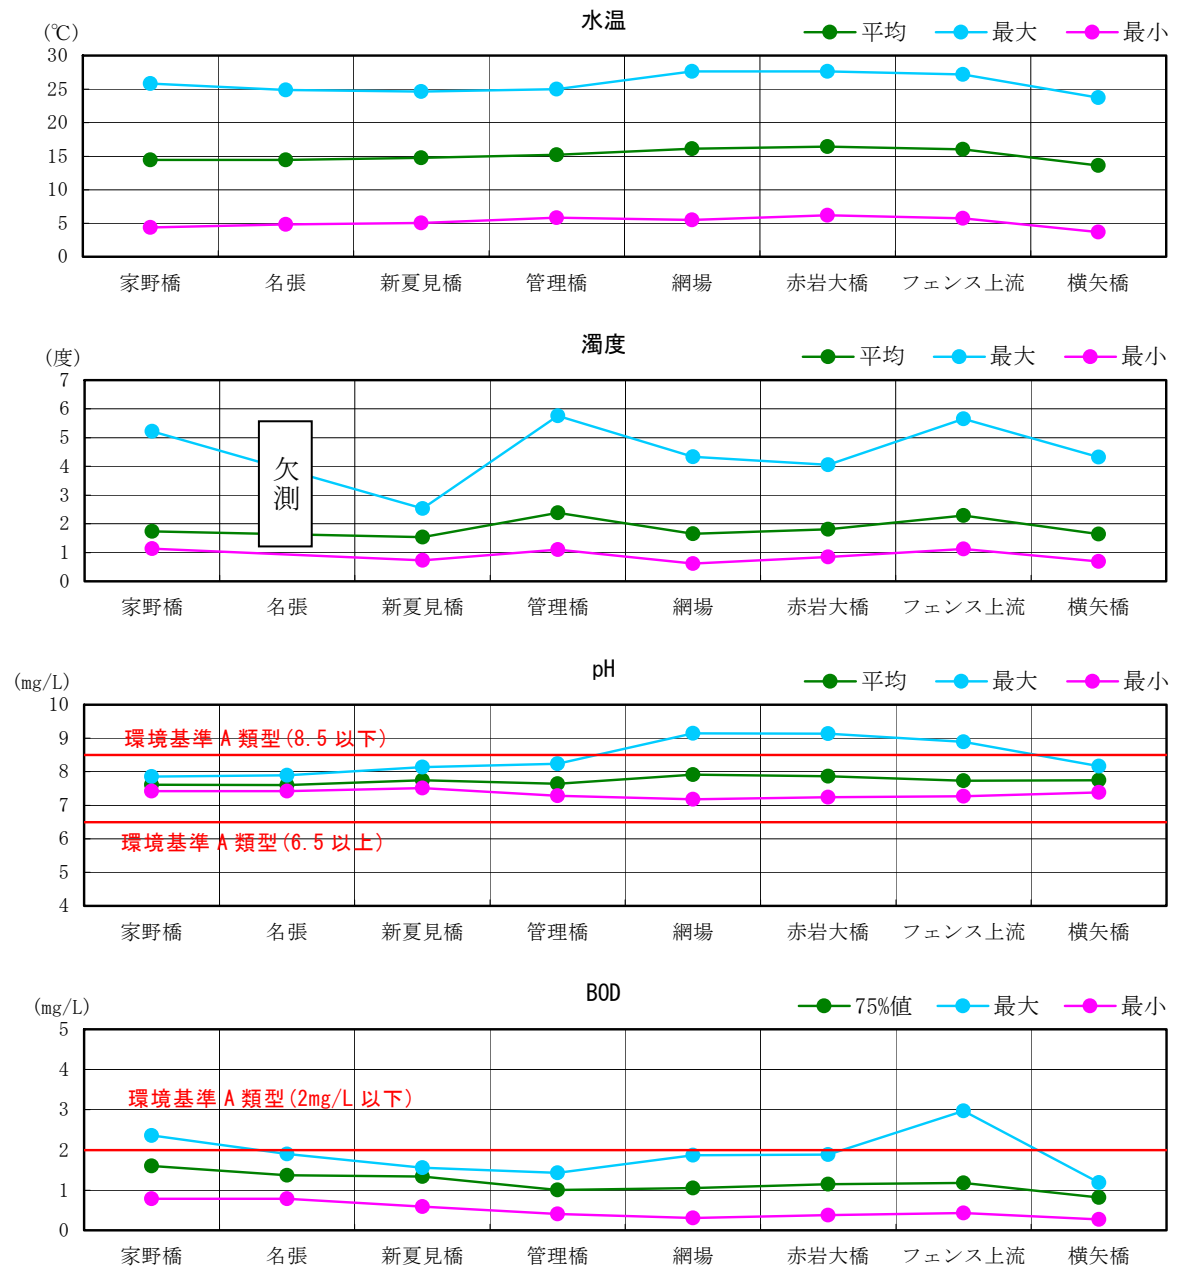 水温
(℃)
平均 最大 最小
30
25
20
15
10
5
0
家野橋 名張 新夏見橋 管理橋 網場 赤岩大橋 フェンス上流 横矢橋
濁度
(度)
平均 最大 最小
7
6
5
4
3
2
1
0
欠測
家野橋 名張 新夏見橋 管理橋 網場 赤岩大橋 フェンス上流 横矢橋
pH
(mg/L)
平均 最大 最小
10
9
8
7
6
5
4
環境基準 A 類型(8.5 以下)
環境基準 A 類型(6.5 以上)
家野橋 名張 新夏見橋 管理橋 網場 赤岩大橋 フェンス上流 横矢橋
BOD
(mg/L)
75%値 最大 最小
5
4
3
2
1
0
環境基準 A 類型(2mg/L 以下)
家野橋 名張 新夏見橋 管理橋 網場 赤岩大橋 フェンス上流 横矢橋